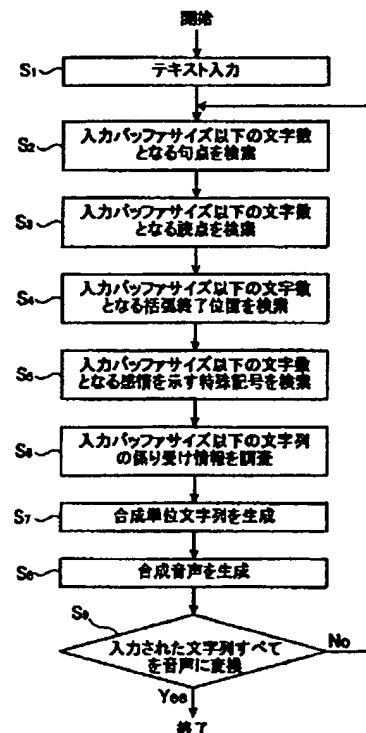 開始
S1
テキスト入力
S2
入力バッファサイズ以下の文字数
となる句点を検索
S3
入力バッファサイズ以下の文字数
となる読点を検索
S4
入力バッファサイズ以下の文字数
となる括弧終了位置を検索
S5
入力バッファサイズ以下の文字数
となる感情を示す特殊記号を検索
S6
入力バッファサイズ以下の文字列
の係り受け情報を調査
S7
合成単位文字列を生成
S8
合成音声を生成
S9
入力された文字列すべて
を音声に変換
No
Yes
終了